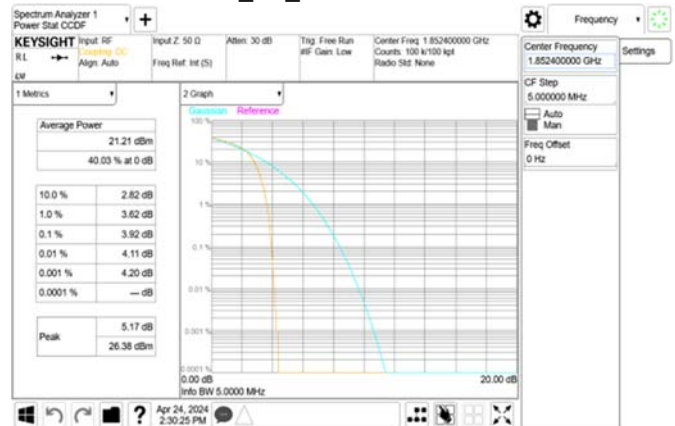 Spectrum Analyzer 1
Power Stat CCDF
+
Frequency
KEYSIGHT
RL
LXI
Input: RF
Coupling: DC
Align: Auto
Input Z: 50 Ω
Freq Ref: Int (S)
Atten: 30 dB
Trig: Free Run
#IF Gain: Low
Center Freq: 1.852400000 GHz
Counts: 100 k/100 kpt
Radio Std: None
Center Frequency
1.852400000 GHz
Settings
CF Step
5.000000 MHz
Auto
Man
Freq Offset
0 Hz
1 Metrics
Average Power
21.21 dBm
40.03 % at 0 dB
10.0 % 2.82 dB
1.0 % 3.62 dB
0.1 % 3.92 dB
0.01 % 4.11 dB
0.001 % 4.20 dB
0.0001 % --- dB
Peak
5.17 dB
26.38 dBm
2 Graph
Gaussian Reference
100 %
10 %
1 %
0.1 %
0.01 %
0.001 %
0.0001 %
0.00 dB 20.00 dB
Info BW 5.0000 MHz
?
Apr 24, 2024
2:30:25 PM